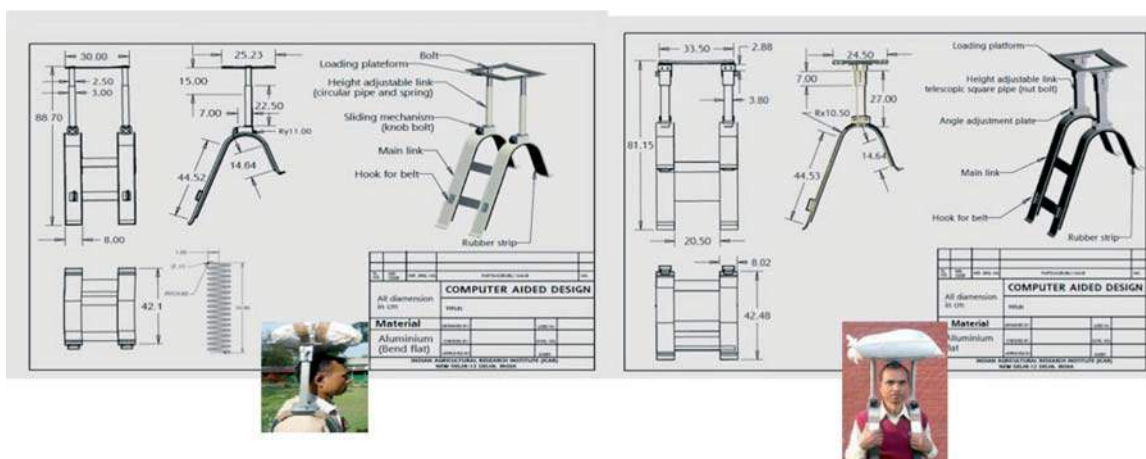 30.00
2.50
3.00
88.70
8.00
25.23
15.00
7.00
22.50
Ry11.00
14.64
44.52
Bolt
Loading plateform
Height adjustable link
(circular pipe and spring)
Sliding mechanism
(knob bolt)
Main link
Hook for belt
Rubber strip
42.1
COMPUTER AIDED DESIGN
All diamension
in cm
TITLE:
Material
Aluminium
(Bend flat)
INDIAN AGRICULTURAL RESEARCH INSTITUTE (ICAR)
NEW DELHI-12 DELHI, INDIA
33.50
2.88
3.80
81.15
20.50
8.02
24.50
7.00
27.00
Rx10.50
14.64
44.53
Loading platform
Height adjustable link
telescopic square pipe (nut bolt)
Angle adjustment plate
Main link
Hook for belt
Rubber strip
42.48
COMPUTER AIDED DESIGN
All diamension
in cm
TITLE:
Material
INDIAN AGRICULTURAL RESEARCH INSTITUTE (ICAR)
NEW DELHI-12 DELHI, INDIA